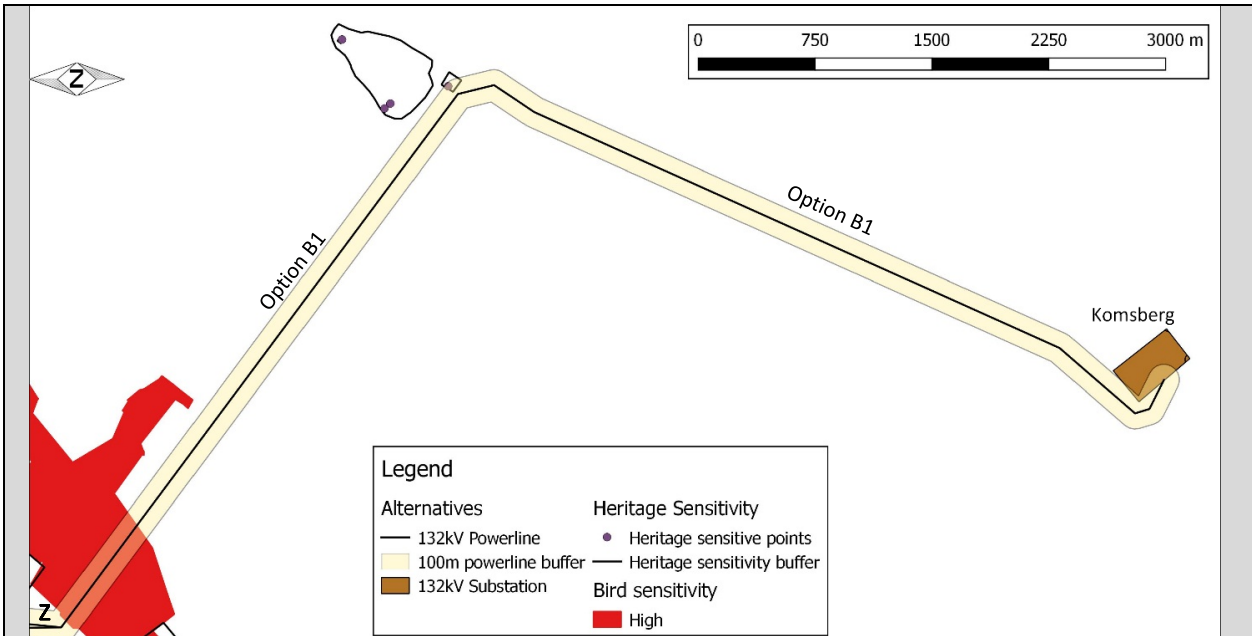 0 750 1500 2250 3000 m
Z
Option B1
Option B1
Komsberg
Legend
Alternatives
132kV Powerline
100m powerline buffer
132kV Substation
Heritage Sensitivity
Heritage sensitive points
Heritage sensitivity buffer
Bird sensitivity
High
Z